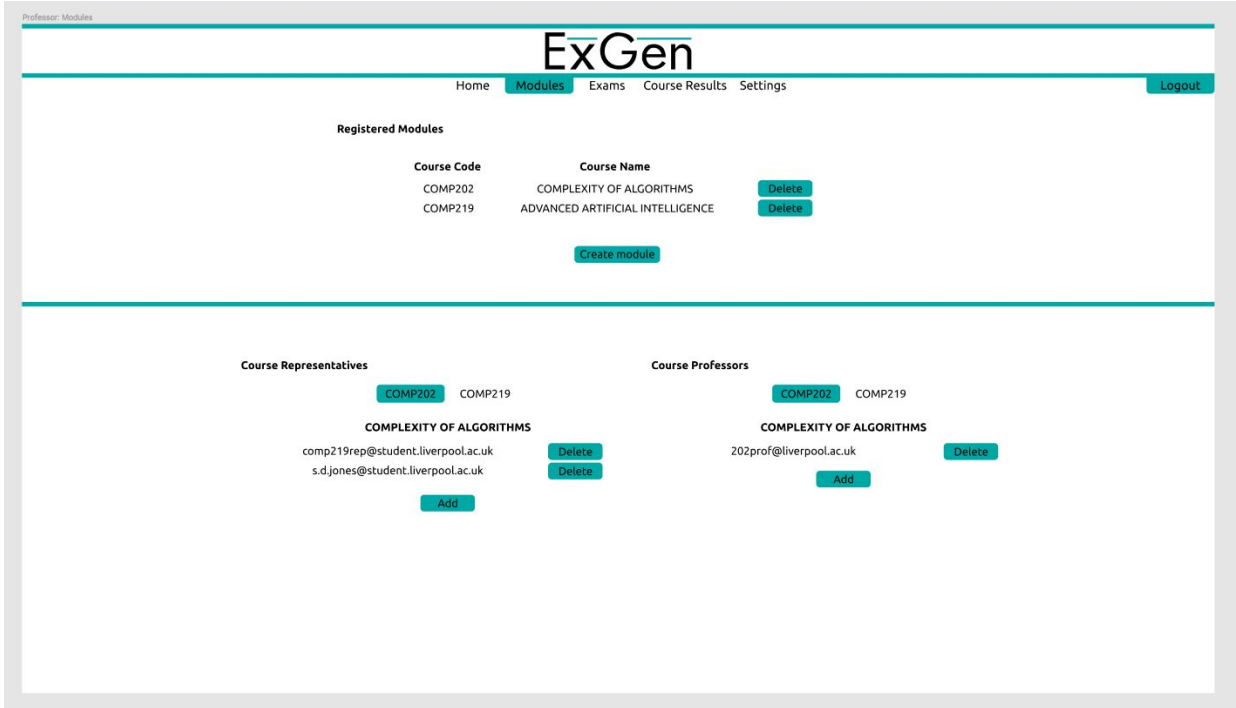 Professor: Modules
ExGen
Home Modules Exams Course Results Settings Logout
Registered Modules
Course Code Course Name
COMP202 COMPLEXITY OF ALGORITHMS Delete
COMP219 ADVANCED ARTIFICIAL INTELLIGENCE Delete
Create module
Course Representatives Course Professors
COMP202 COMP219 COMP202 COMP219
COMPLEXITY OF ALGORITHMS COMPLEXITY OF ALGORITHMS
comp219rep@student.liverpool.ac.uk Delete 202prof@liverpool.ac.uk Delete
s.d.jones@student.liverpool.ac.uk Delete
Add
Add